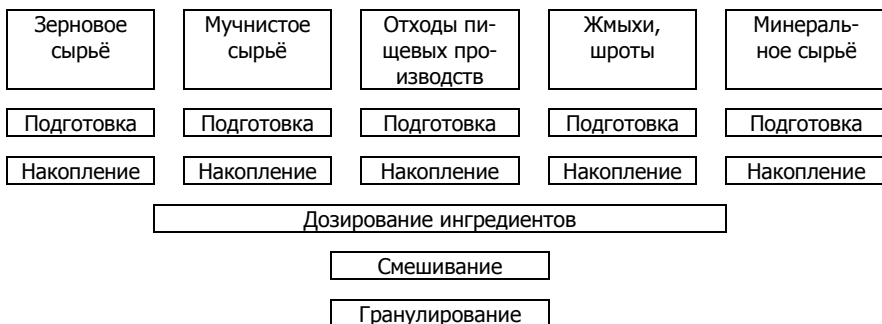 Зерновое
сырьё
Мучнистое
сырьё
Отходы пи-
щевых про-
изводств
Жмыхи,
шроты
Минераль-
ное сырьё
Подготовка Подготовка Подготовка Подготовка Подготовка
Накопление Накопление Накопление Накопление Накопление
Дозирование ингредиентов
Смешивание
Гранулирование